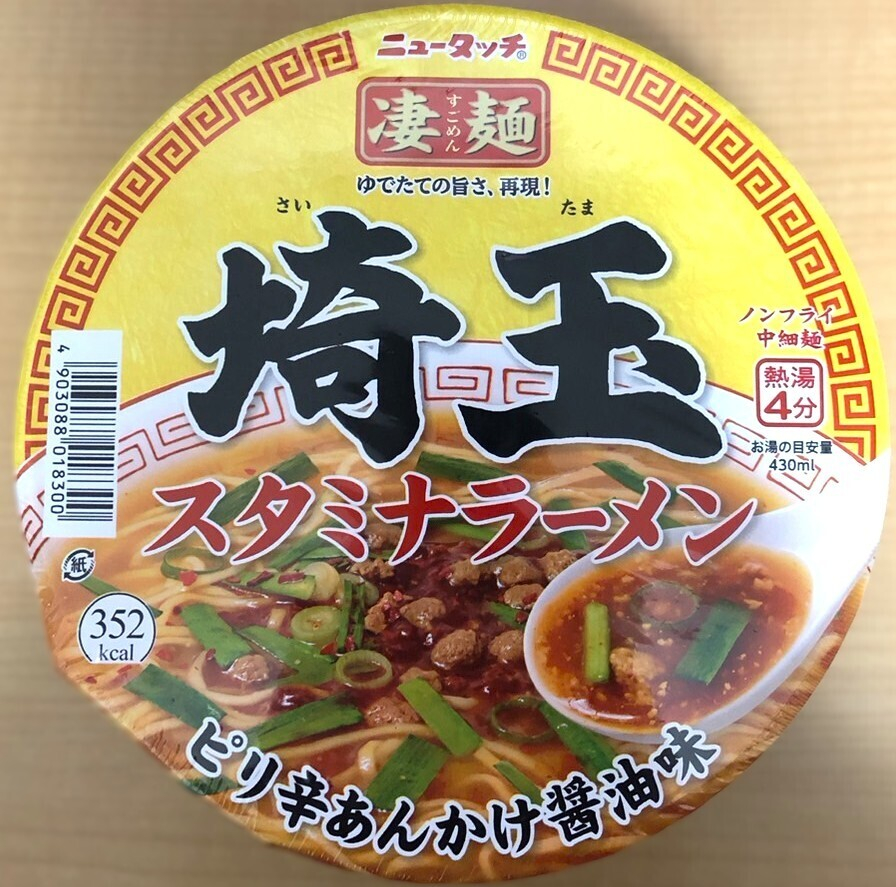 ニュータッチ®
凄麺
すごめん
ゆでたての旨さ、再現！
さい たま
埼玉
ノンフライ
中細麺
熱湯
4分
お湯の目安量
430ml
スタミナラーメン
4 903088 018300
紙
352
kcal
ピリ辛あんかけ醤油味